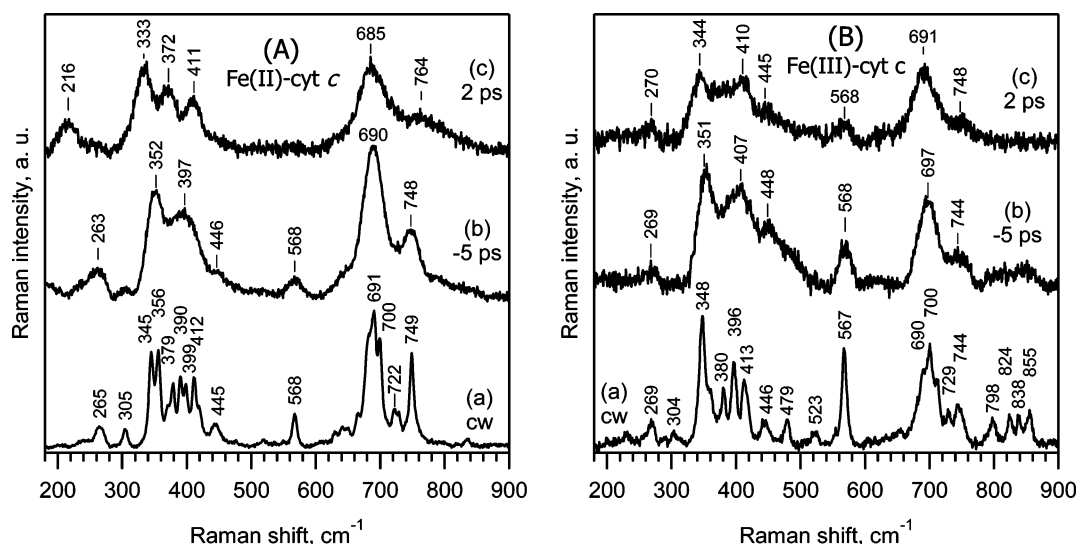 (A)
Fe(II)-cyt c
(c)
2 ps
216
333
372
411
685
764
(b)
-5 ps
263
352
397
446
568
690
748
(a)
cw
265
305
345
356
379
390
399
412
445
568
691
700
722
749
200 300 400 500 600 700 800 900
Raman shift, cm-1
Raman intensity, a. u.
(B)
Fe(III)-cyt c
(c)
2 ps
270
344
410
445
568
691
748
(b)
-5 ps
269
351
407
448
568
697
744
(a)
cw
269
304
348
380
396
413
446
479
523
567
690
700
729
744
798
824
838
855
200 300 400 500 600 700 800 900
Raman shift, cm-1
Raman intensity, a. u.